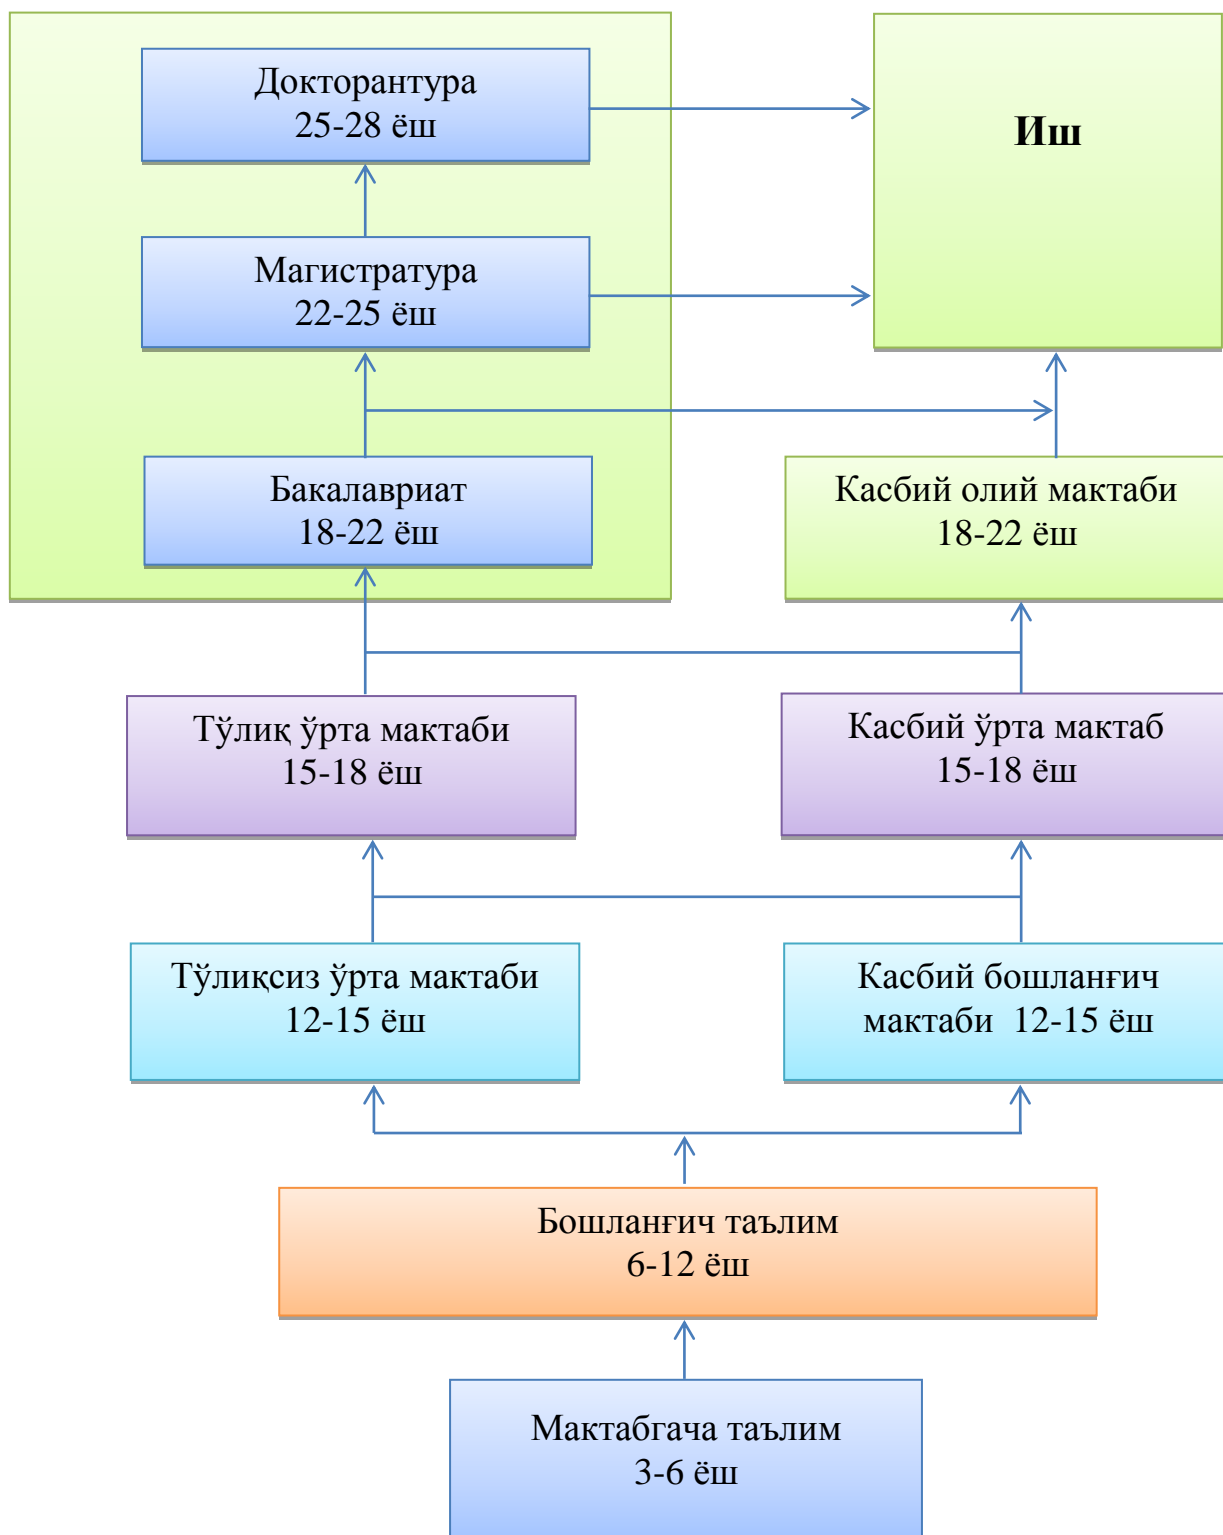 Докторантура
25-28 ёш
Иш
Магистратура
22-25 ёш
Бакалавриат
18-22 ёш
Касбий олий мактаби
18-22 ёш
Тўлиқ ўрта мактаби
15-18 ёш
Касбий ўрта мактаб
15-18 ёш
Тўлиқсиз ўрта мактаби
12-15 ёш
Касбий бошланғич
мактаби  12-15 ёш
Бошланғич таълим
6-12 ёш
Мактабгача таълим
3-6 ёш